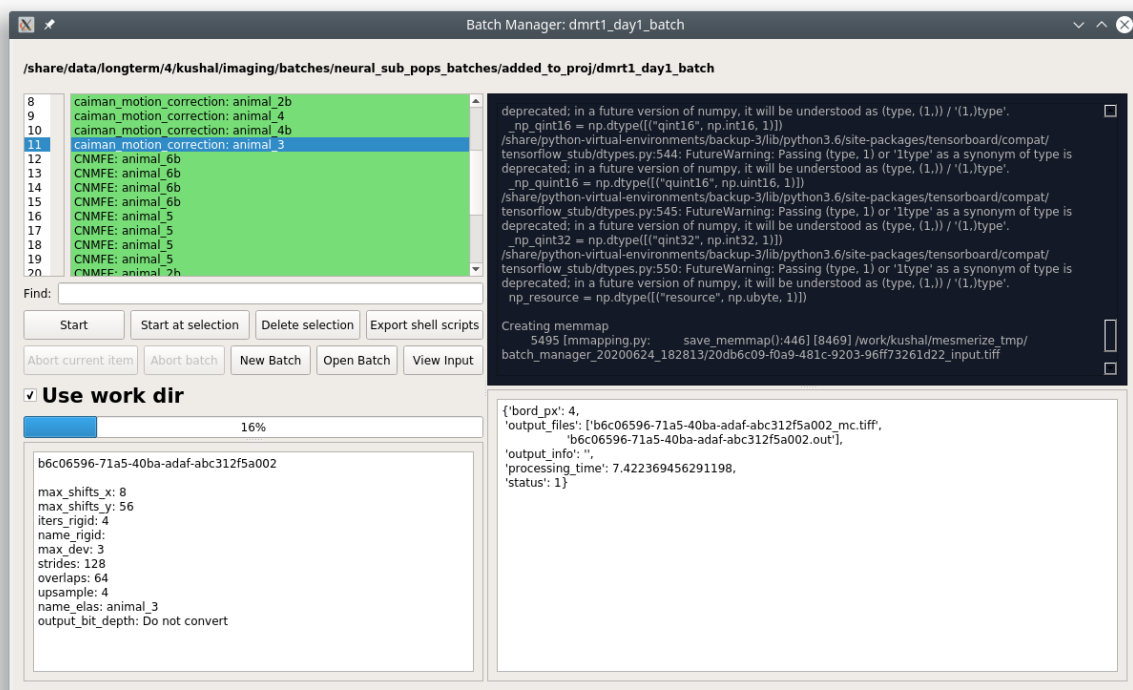 Batch Manager: dmrt1_day1_batch
/share/data/longterm/4/kushal/imaging/batches/neural_sub_pops_batches/added_to_proj/dmrt1_day1_batch
8 caiman_motion_correction: animal_2b
9 caiman_motion_correction: animal_4
10 caiman_motion_correction: animal_4b
11 caiman_motion_correction: animal_3
12 CNMFE: animal_6b
13 CNMFE: animal_6b
14 CNMFE: animal_6b
15 CNMFE: animal_6b
16 CNMFE: animal_5
17 CNMFE: animal_5
18 CNMFE: animal_5
19 CNMFE: animal_5
20 CNMFE: animal_2b
Find:
Start Start at selection Delete selection Export shell scripts
Abort current item Abort batch New Batch Open Batch View Input
Use work dir
16%
b6c06596-71a5-40ba-adaf-abc312f5a002
max_shifts_x: 8
max_shifts_y: 56
iters_rigid: 4
name_rigid:
max_dev: 3
strides: 128
overlaps: 64
upsample: 4
name_elas: animal_3
output_bit_depth: Do not convert
deprecated; in a future version of numpy, it will be understood as (type, (1,)) / '(1,)type'.
_np_qint16 = np.dtype([("qint16", np.int16, 1)])
/share/python-virtual-environments/backup-3/lib/python3.6/site-packages/tensorboard/compat/
tensorflow_stub/dtypes.py:544: FutureWarning: Passing (type, 1) or '1type' as a synonym of type is
deprecated; in a future version of numpy, it will be understood as (type, (1,)) / '(1,)type'.
_np_quint16 = np.dtype([("quint16", np.uint16, 1)])
/share/python-virtual-environments/backup-3/lib/python3.6/site-packages/tensorboard/compat/
tensorflow_stub/dtypes.py:545: FutureWarning: Passing (type, 1) or '1type' as a synonym of type is
deprecated; in a future version of numpy, it will be understood as (type, (1,)) / '(1,)type'.
_np_qint32 = np.dtype([("qint32", np.int32, 1)])
/share/python-virtual-environments/backup-3/lib/python3.6/site-packages/tensorboard/compat/
tensorflow_stub/dtypes.py:550: FutureWarning: Passing (type, 1) or '1type' as a synonym of type is
deprecated; in a future version of numpy, it will be understood as (type, (1,)) / '(1,)type'.
np_resource = np.dtype([("resource", np.ubyte, 1)])
Creating memmap
5495 [mmapping.py: save_memmap():446] [8469] /work/kushal/mesmerize_tmp/
batch_manager_20200624_182813/20db6c09-f0a9-481c-9203-96ff73261d22_input.tiff
{'bord_px': 4,
'output_files': ['b6c06596-71a5-40ba-adaf-abc312f5a002_mc.tiff',
'b6c06596-71a5-40ba-adaf-abc312f5a002.out'],
'output_info': '',
'processing_time': 7.422369456291198,
'status': 1}